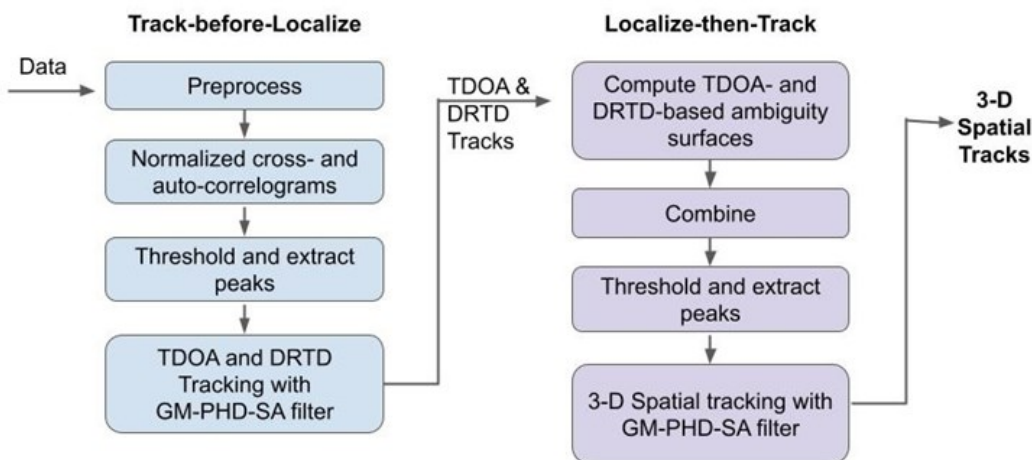 Track-before-Localize
Data
Preprocess
Normalized cross- and
auto-correlograms
Threshold and extract
peaks
TDOA and DRTD
Tracking with
GM-PHD-SA filter
TDOA &
DRTD
Tracks
Localize-then-Track
Compute TDOA- and
DRTD-based ambiguity
surfaces
Combine
Threshold and extract
peaks
3-D Spatial tracking with
GM-PHD-SA filter
3-D
Spatial
Tracks